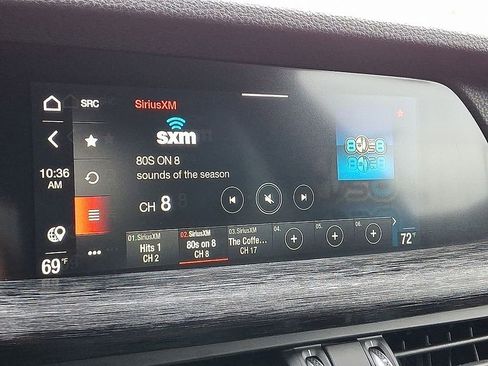 SRC
SiriusXM
sxm
80S ON 8
sounds of the season
10:36
AM
CH 8
01.SiriusXM
Hits 1
CH 2
02.SiriusXM
80s on 8
CH 8
03.SiriusXM
The Coffe...
CH 17
04.
05.
06.
69°F
72°F